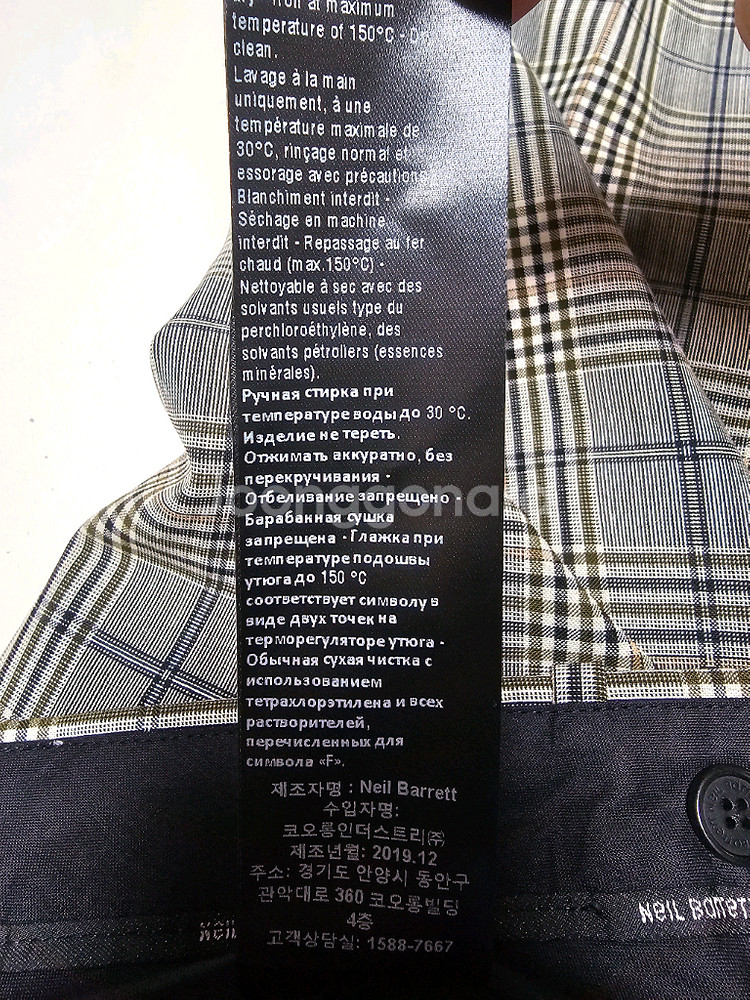 Iron at maximum
temperature of 150°C - Dry
clean.
Lavage à la main
uniquement, à une
température maximale de
30°C, rinçage normal et
essorage avec précautions
Blanchiment interdit -
Séchage en machine
interdit - Repassage au fer
chaud (max.150°C) -
Nettoyable à sec avec des
solvants usuels type du
perchloroéthylène, des
solvants pétroliers (essences
minérales).
Ручная стирка при
температуре воды до 30 °C.
Изделие не тереть.
Отжимать аккуратно, без
перекручивания -
Отбеливание запрещено -
Барабанная сушка
запрещена - Глажка при
температуре подошвы
утюга до 150 °C
соответствует символу в
виде двух точек на
терморегуляторе утюга -
Обычная сухая чистка с
использованием
тетрахлорэтилена и всех
растворителей,
перечисленных для
символа «F».
제조자명 : Neil Barrett
수입자명:
코오롱인더스트리㈜
제조년월: 2019.12
주소: 경기도 안양시 동안구
관악대로 360 코오롱빌딩
4층
고객상담실: 1588-7667
Neil Barrett
Neil